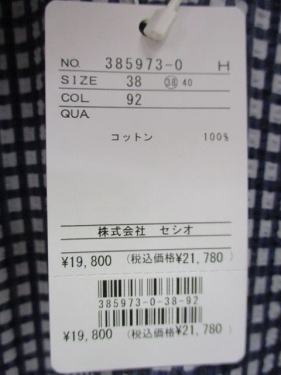 NO. 385973-0 H
SIZE 38 ㊳ 40
COL. 92
QUA.
コットン 100%
株式会社 セシオ
¥19,800 (税込価格¥21,780)
385973-0-38-92
¥19,800 (税込価格¥21,780)